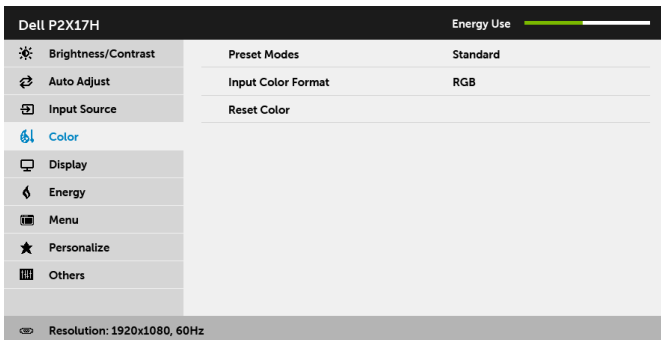 Dell P2X17H Energy Use
Brightness/Contrast Preset Modes Standard
Auto Adjust Input Color Format RGB
Input Source Reset Color
Color
Display
Energy
Menu
Personalize
Others
Resolution: 1920x1080, 60Hz